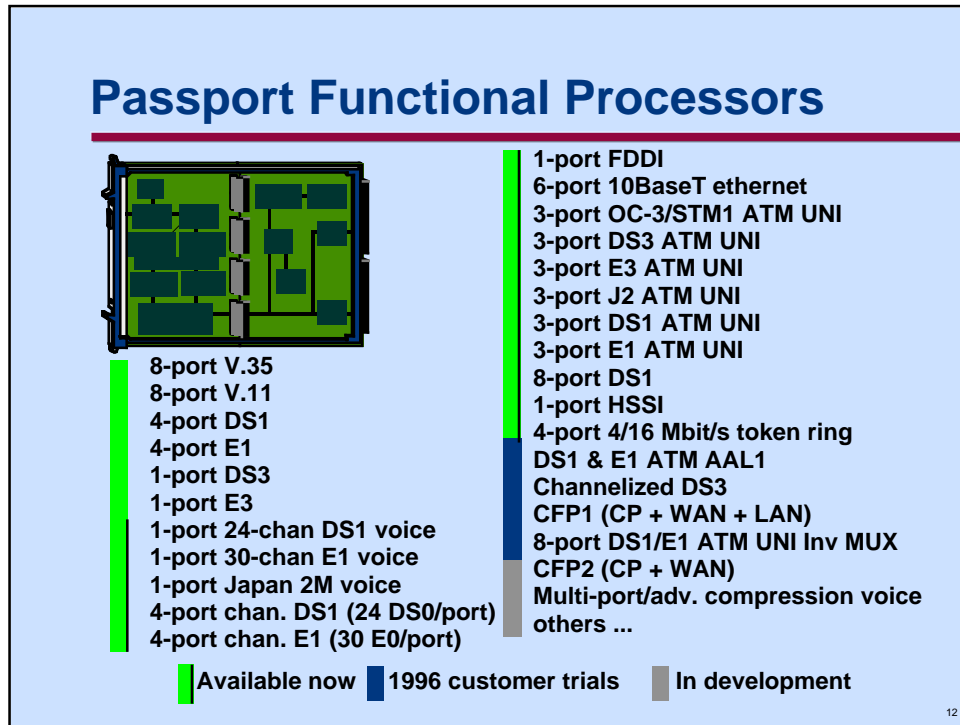 Passport Functional Processors
8-port V.35
8-port V.11
4-port DS1
4-port E1
1-port DS3
1-port E3
1-port 24-chan DS1 voice
1-port 30-chan E1 voice
1-port Japan 2M voice
4-port chan. DS1 (24 DS0/port)
4-port chan. E1 (30 E0/port)
1-port FDDI
6-port 10BaseT ethernet
3-port OC-3/STM1 ATM UNI
3-port DS3 ATM UNI
3-port E3 ATM UNI
3-port J2 ATM UNI
3-port DS1 ATM UNI
3-port E1 ATM UNI
8-port DS1
1-port HSSI
4-port 4/16 Mbit/s token ring
DS1 & E1 ATM AAL1
Channelized DS3
CFP1 (CP + WAN + LAN)
8-port DS1/E1 ATM UNI Inv MUX
CFP2 (CP + WAN)
Multi-port/adv. compression voice
others ...
Available now 1996 customer trials In development
12